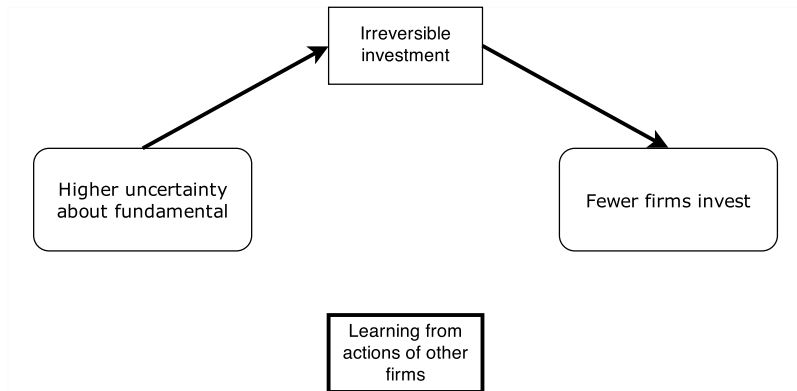 Irreversible
investment
Higher uncertainty
about fundamental
Fewer firms invest
Learning from
actions of other
firms